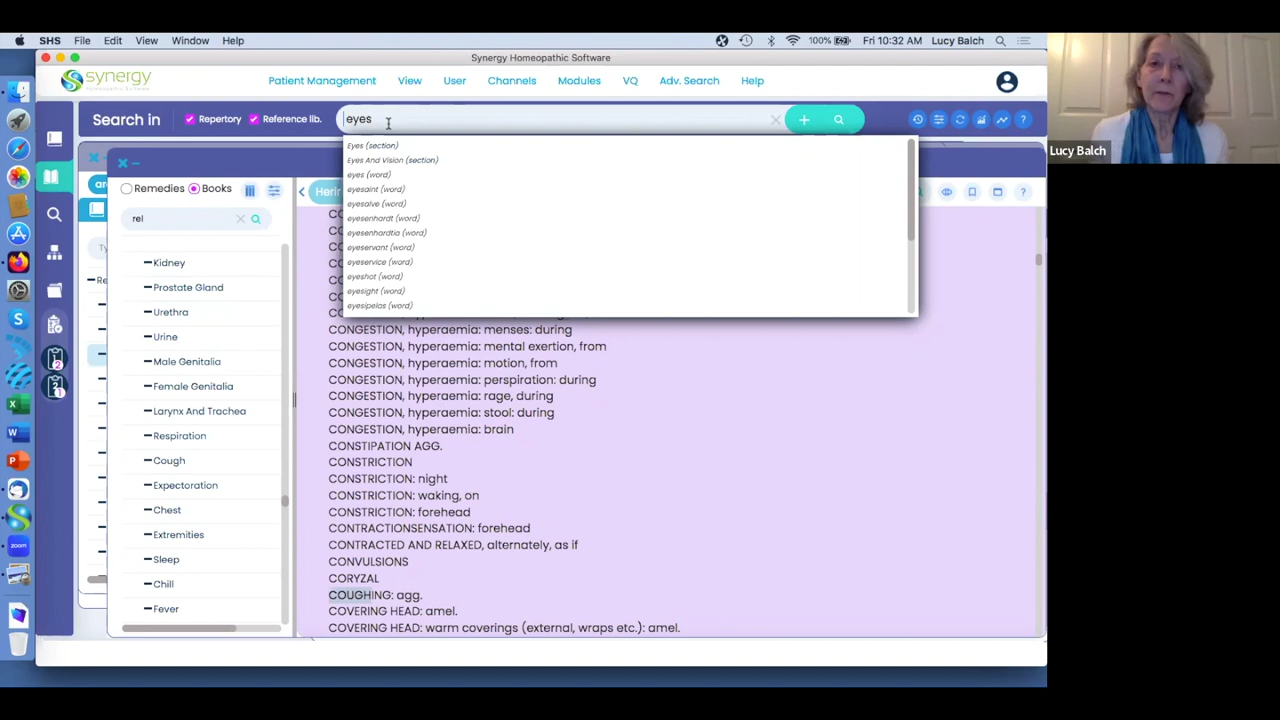 SHS File Edit View Window Help
100% Fri 10:32 AM Lucy Balch
Synergy Homeopathic Software
synergy
Homeopathic Software
Patient Management View User Channels Modules VQ Adv. Search Help
Search in Repertory Reference lib. eyes
Eyes (section)
Eyes And Vision (section)
eyes (word)
eyesaint (word)
eyesalve (word)
eyesenhardt (word)
eyesenhardtia (word)
eyeservant (word)
eyeservice (word)
eyeshot (word)
eyesight (word)
eyesipelas (word)
Remedies Books
rel
Kidney
Prostate Gland
Urethra
Urine
Male Genitalia
Female Genitalia
Larynx And Trachea
Respiration
Cough
Expectoration
Chest
Extremities
Sleep
Chill
Fever
CONGESTION, hyperaemia: menses: during
CONGESTION, hyperaemia: mental exertion, from
CONGESTION, hyperaemia: motion, from
CONGESTION, hyperaemia: perspiration: during
CONGESTION, hyperaemia: rage, during
CONGESTION, hyperaemia: stool: during
CONGESTION, hyperaemia: brain
CONSTIPATION AGG.
CONSTRICTION
CONSTRICTION: night
CONSTRICTION: waking, on
CONSTRICTION: forehead
CONTRACTIONSENSATION: forehead
CONTRACTED AND RELAXED, alternately, as if
CONVULSIONS
CORYZAL
COUGHING: agg.
COVERING HEAD: amel.
COVERING HEAD: warm coverings (external, wraps etc.): amel.
Lucy Balch
zoom